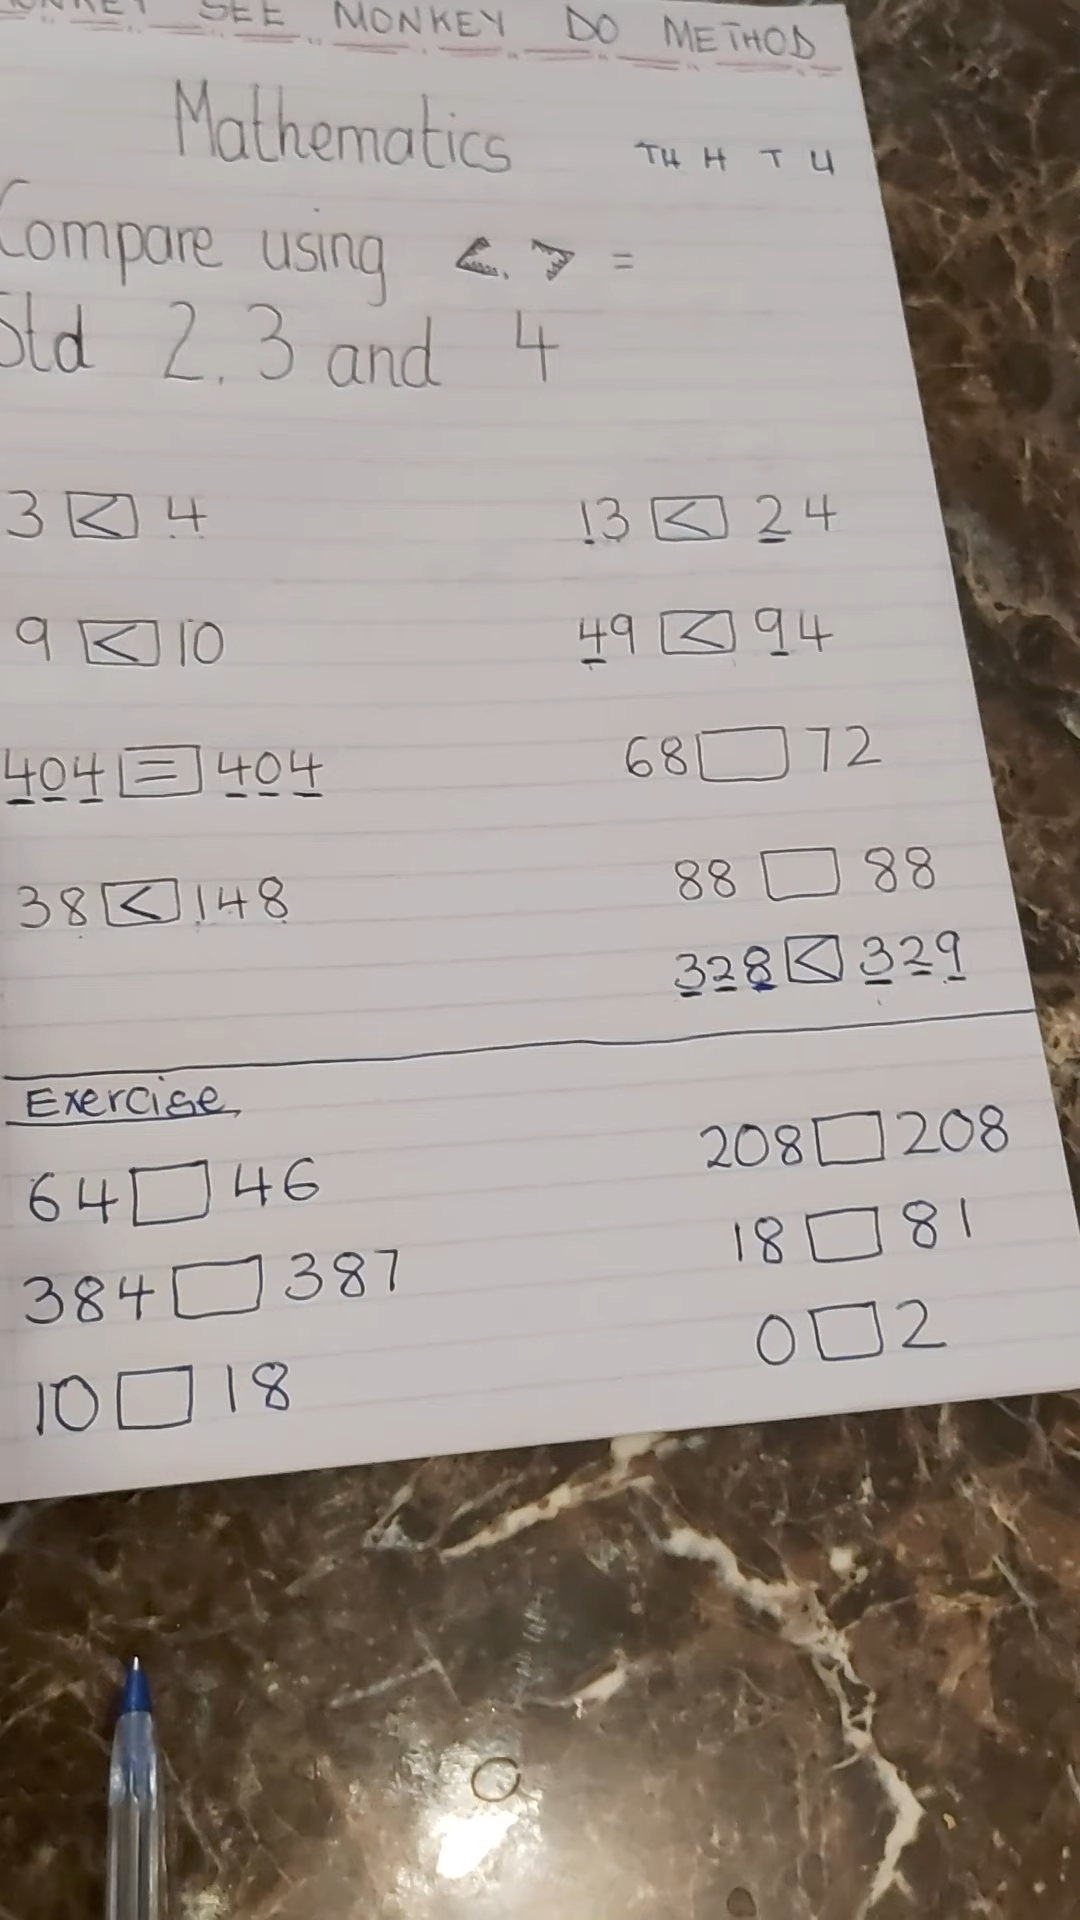 SEE MONKEY DO METHOD
Mathematics
TH H T U
Compare using <, > =
Std 2, 3 and 4
3 < 4
13 < 24
9 < 10
49 < 94
404 = 404
68 □ 72
38 < 148
88 □ 88
328 < 329
Exercise
64 □ 46
208 □ 208
384 □ 387
18 □ 81
10 □ 18
0 □ 2